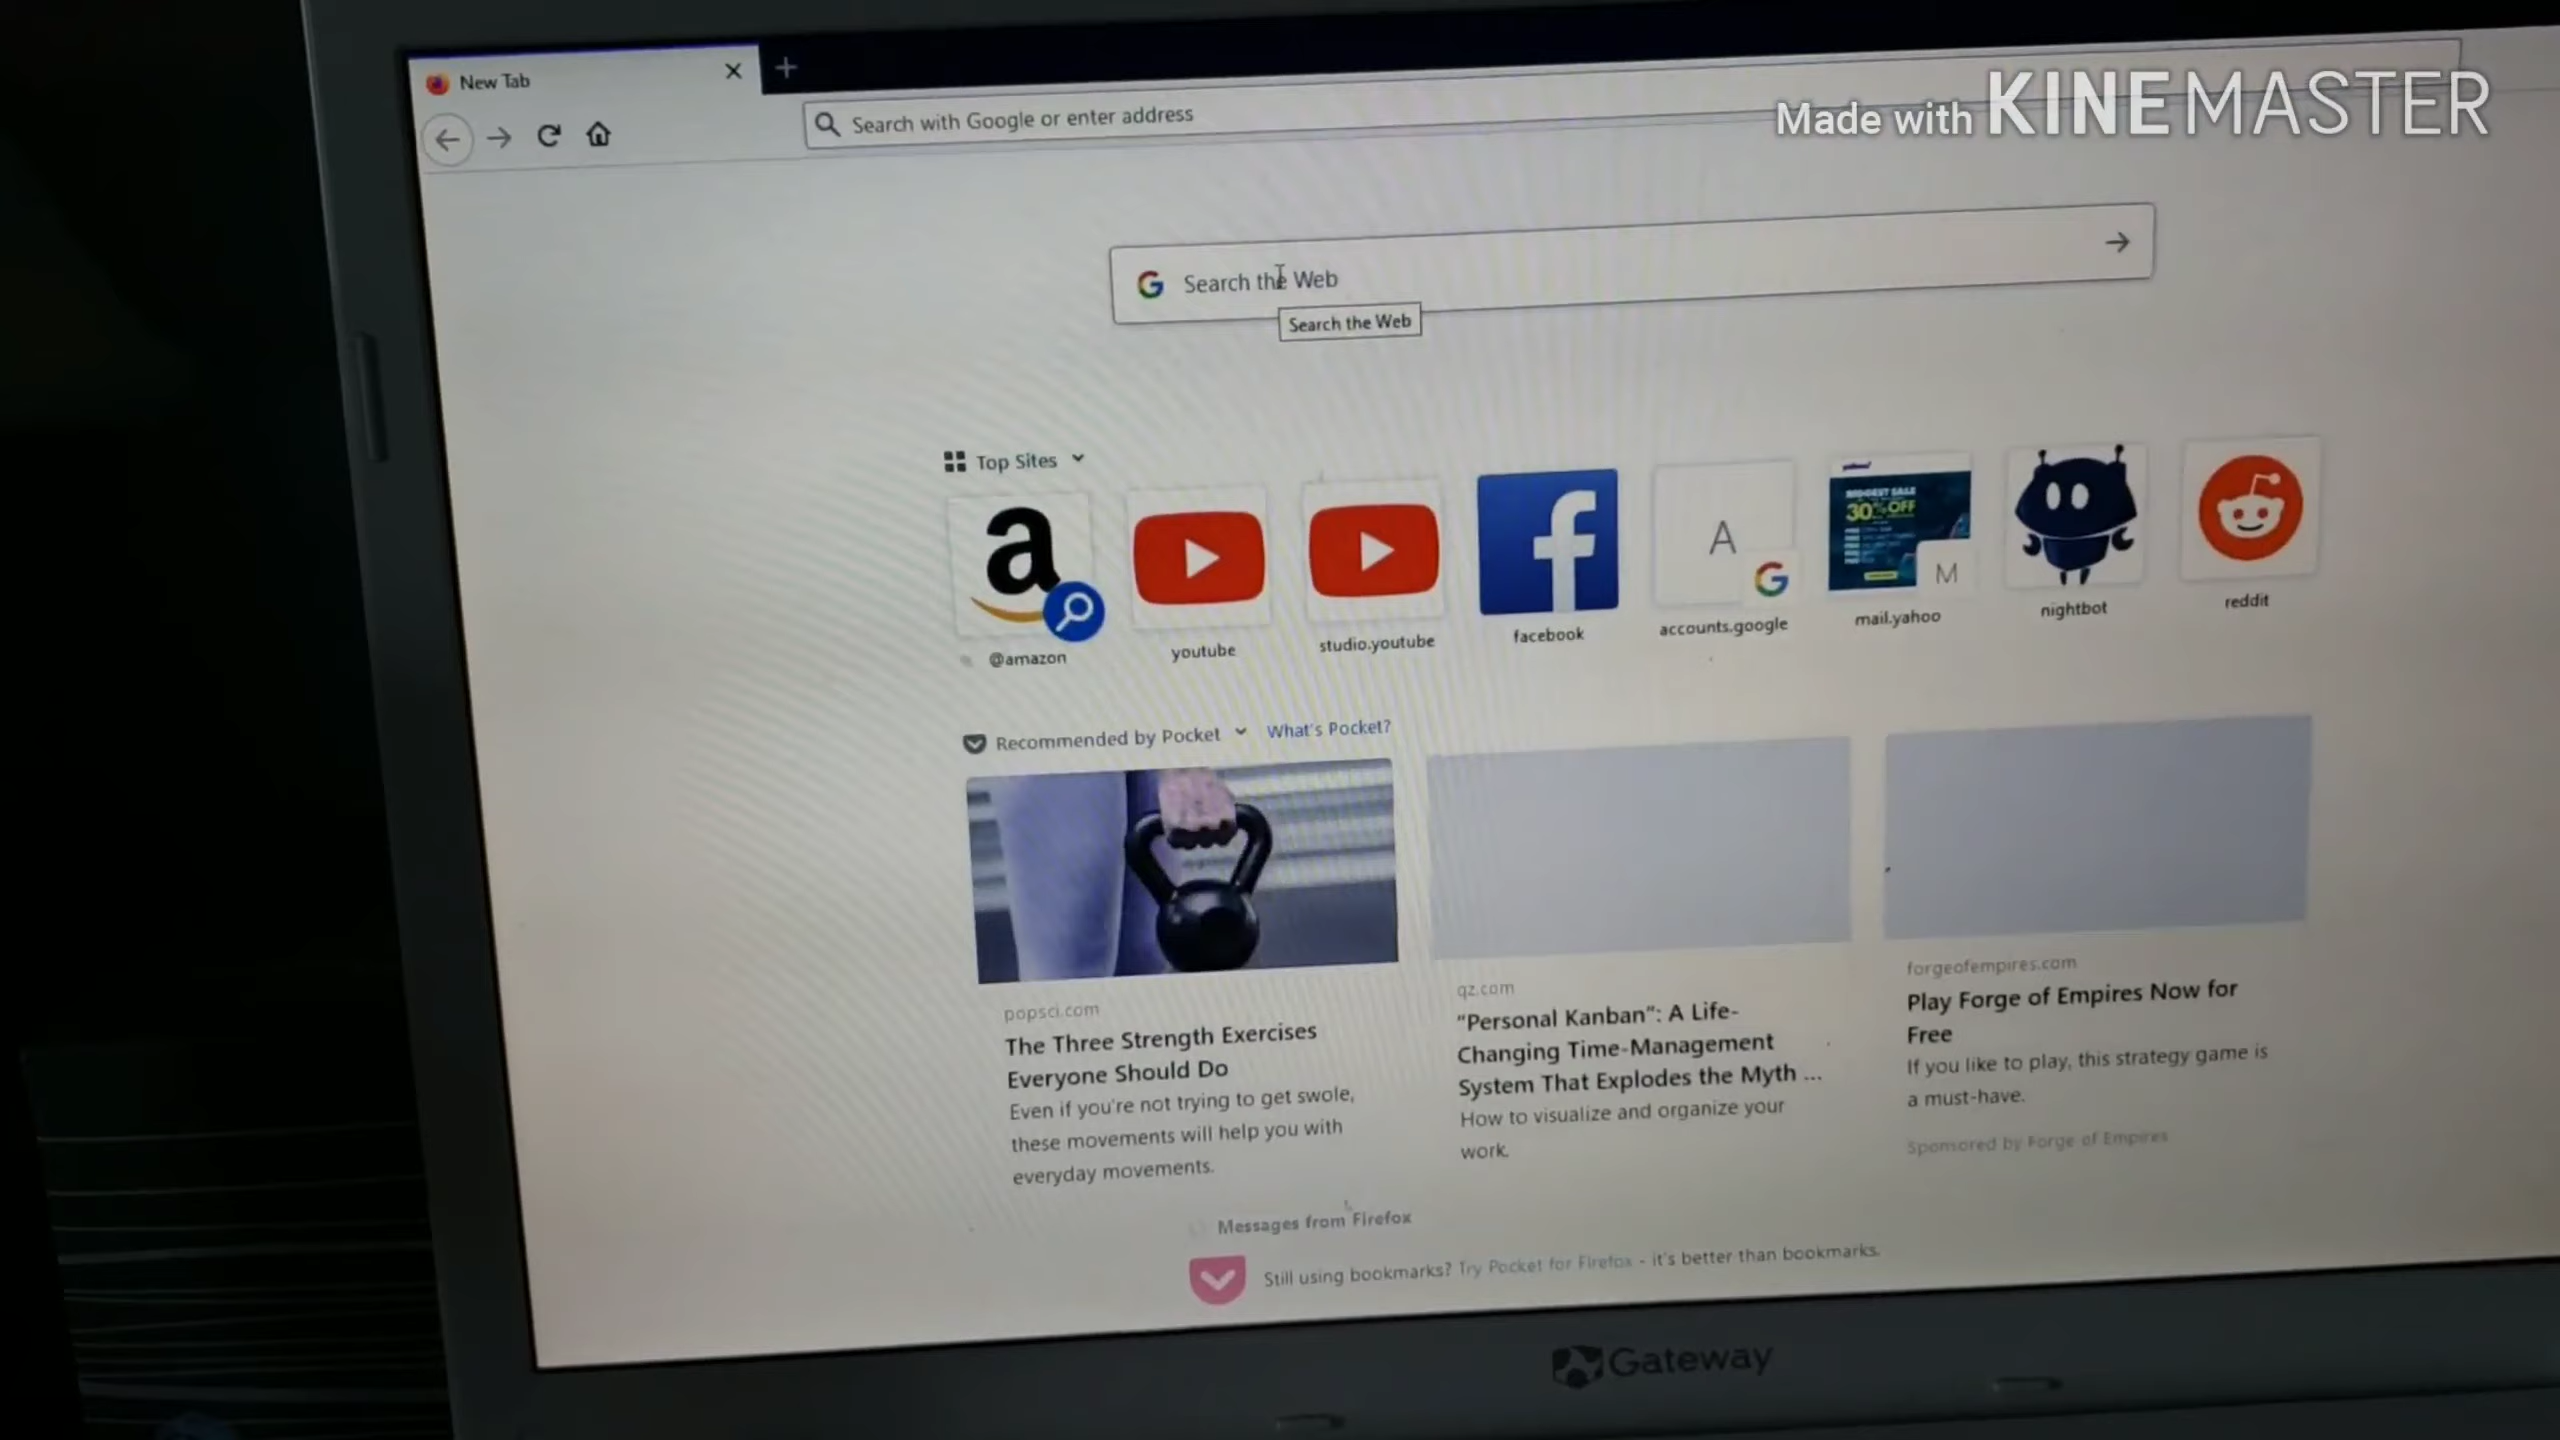 New Tab
Search with Google or enter address
Made with KINEMASTER
Search the Web
Search the Web
Top Sites
BIGGEST SALE
30% OFF
A
M
@amazon
youtube
studio.youtube
facebook
accounts.google
mail.yahoo
nightbot
reddit
Recommended by Pocket What's Pocket?
popsci.com
The Three Strength Exercises
Everyone Should Do
Even if you're not trying to get swole,
these movements will help you with
everyday movements.
qz.com
"Personal Kanban": A Life-
Changing Time-Management
System That Explodes the Myth ...
How to visualize and organize your
work.
forgeofempires.com
Play Forge of Empires Now for
Free
If you like to play, this strategy game is
a must-have.
Sponsored by Forge of Empires
Messages from Firefox
Still using bookmarks? Try Pocket for Firefox - it's better than bookmarks.
Gateway